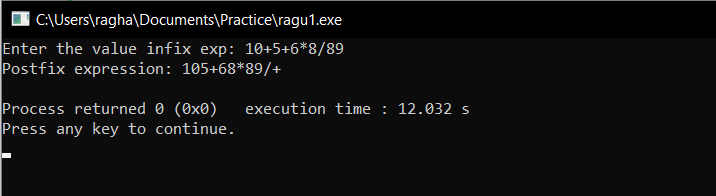 C:\Users\ragha\Documents\Practice\ragu1.exe
Enter the value infix exp: 10+5+6*8/89
Postfix expression: 105+68*89/+
Process returned 0 (0x0)   execution time : 12.032 s
Press any key to continue.